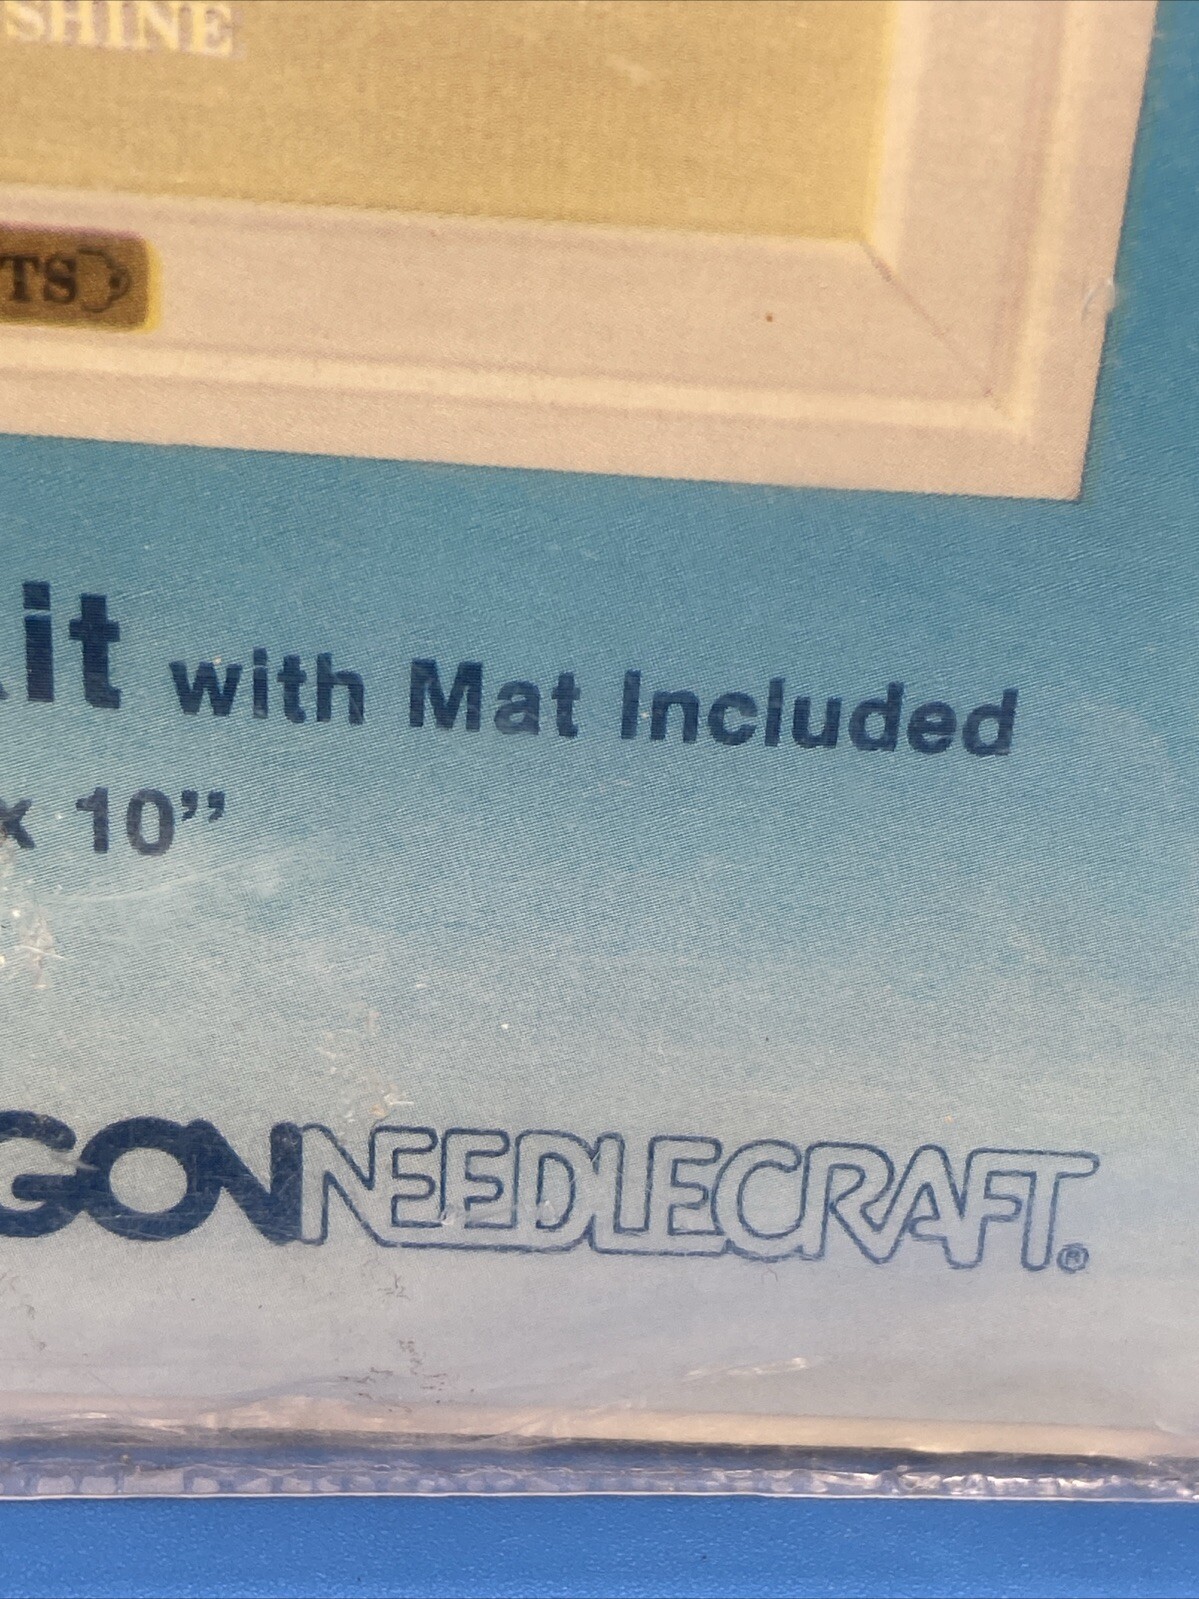 SHINE
TS
it with Mat Included
x 10”
GONNEEDLECRAFT®